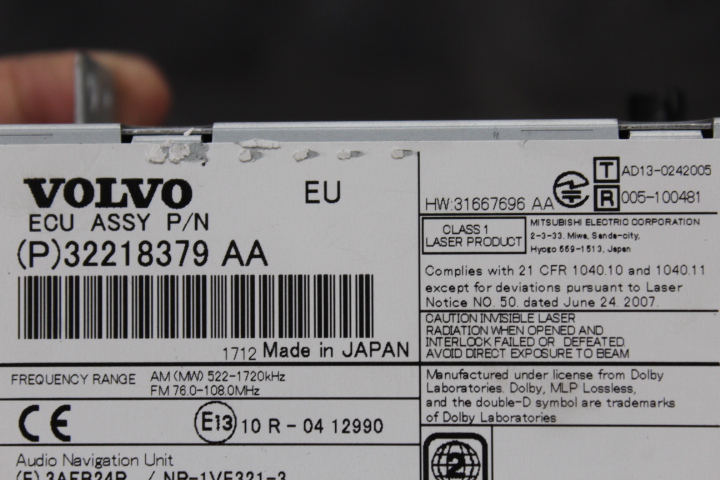 VOLVO EU
ECU ASSY P/N
(P)32218379 AA
1712 Made in JAPAN
FREQUENCY RANGE AM (MW) 522-1720kHz
FM 76.0-108.0MHz
CE E13 10 R - 04 12990
Audio Navigation Unit
HW:31667696 AA
T AD13-0242005
R 005-100481
CLASS 1
LASER PRODUCT
MITSUBISHI ELECTRIC CORPORATION
2-3-33, Miwa, Sanda-city,
Hyogo 669-1513, Japan
Complies with 21 CFR 1040.10 and 1040.11
except for deviations pursuant to Laser
Notice NO. 50, dated June 24. 2007.
CAUTION INVISIBLE LASER
RADIATION WHEN OPENED AND
INTERLOCK FAILED OR DEFEATED
AVOID DIRECT EXPOSURE TO BEAM
Manufactured under license from Dolby
Laboratories. Dolby, MLP Lossless,
and the double-D symbol are trademarks
of Dolby Laboratories
2